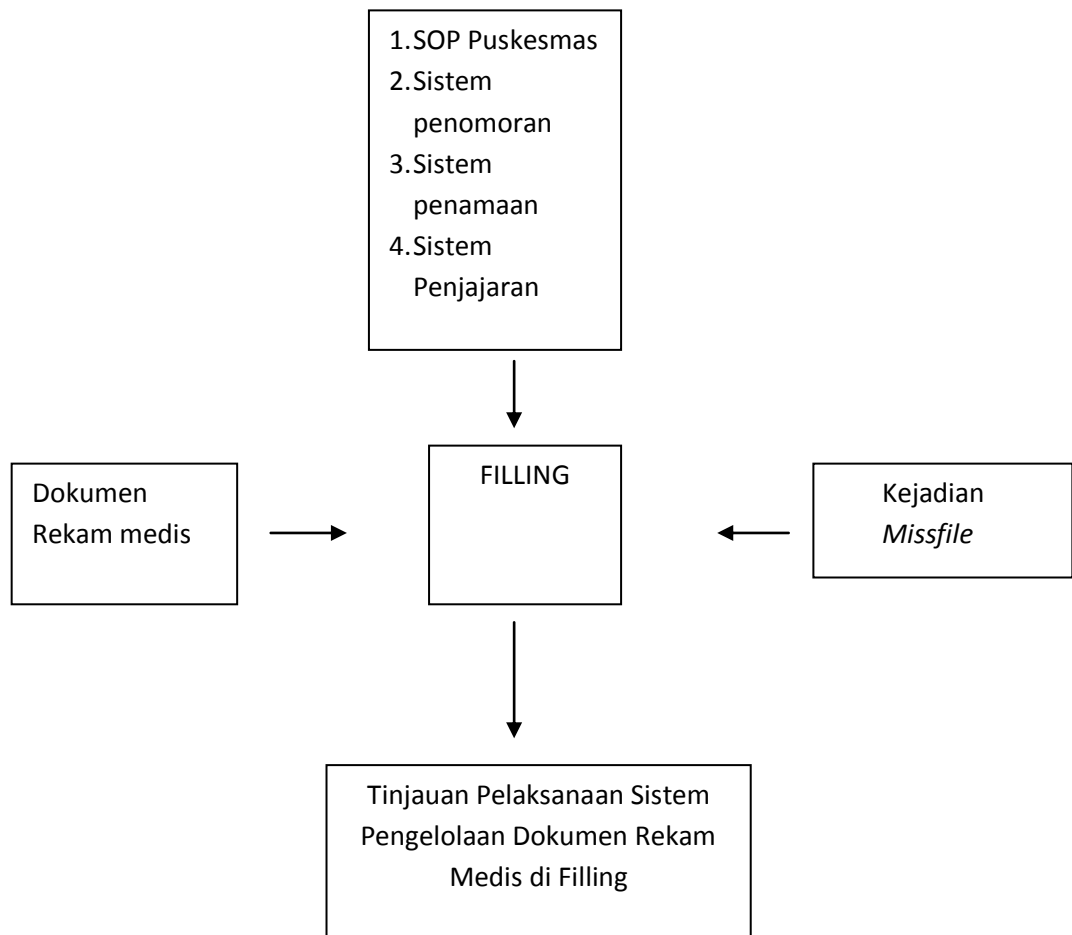 1.SOP Puskesmas
2.Sistem
penomoran
3.Sistem
penamaan
4.Sistem
Penjajaran
FILLING
Dokumen
Rekam medis
Kejadian
Missfile
Tinjauan Pelaksanaan Sistem
Pengelolaan Dokumen Rekam
Medis di Filling